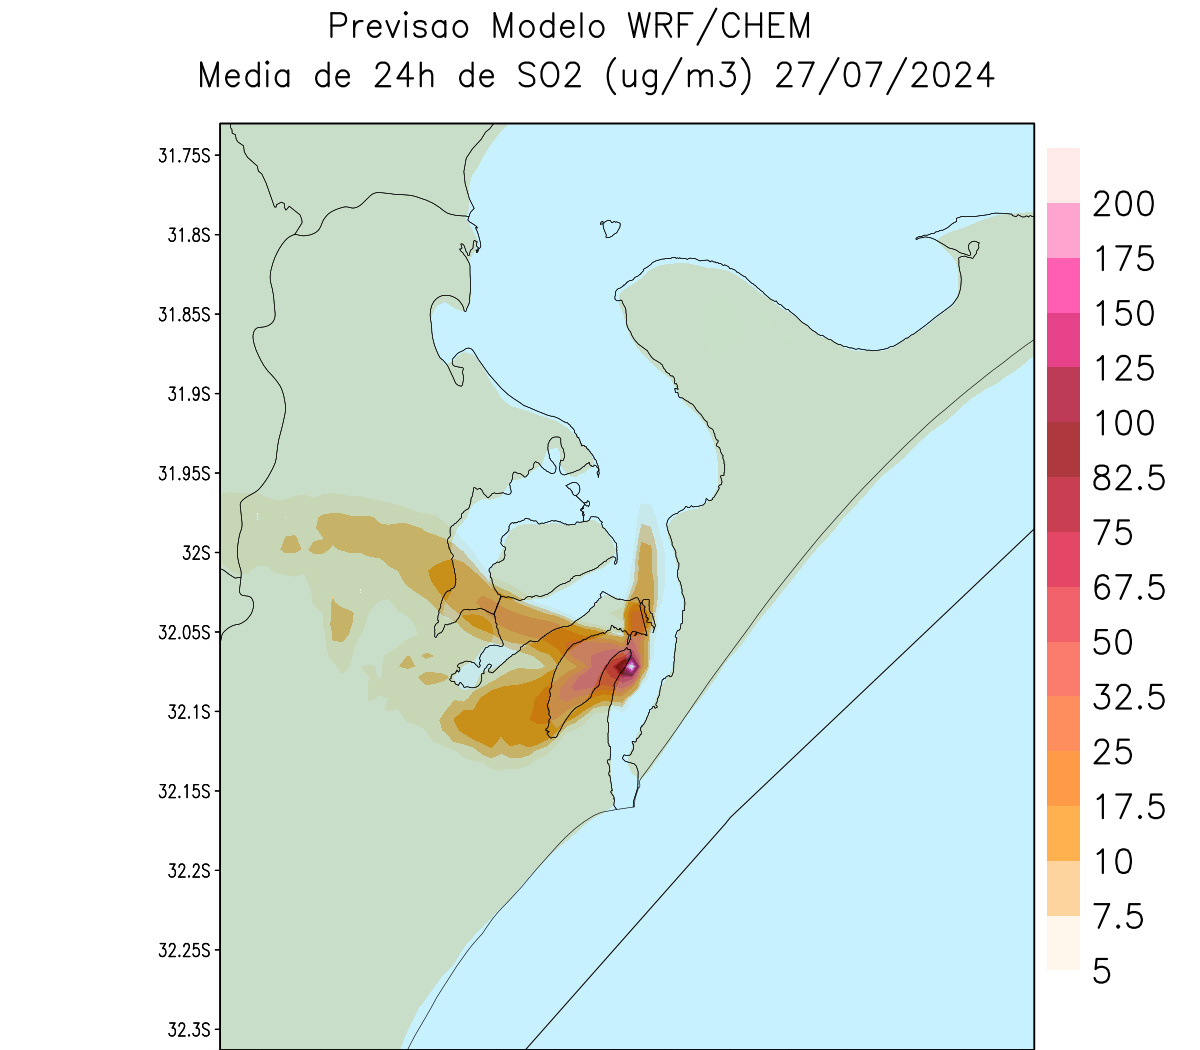 Previsao Modelo WRF/CHEM
Media de 24h de SO2 (ug/m3) 27/07/2024
31.75S
31.8S
31.85S
31.9S
31.95S
32S
32.05S
32.1S
32.15S
32.2S
32.25S
32.3S
200
175
150
125
100
82.5
75
67.5
50
32.5
25
17.5
10
7.5
5